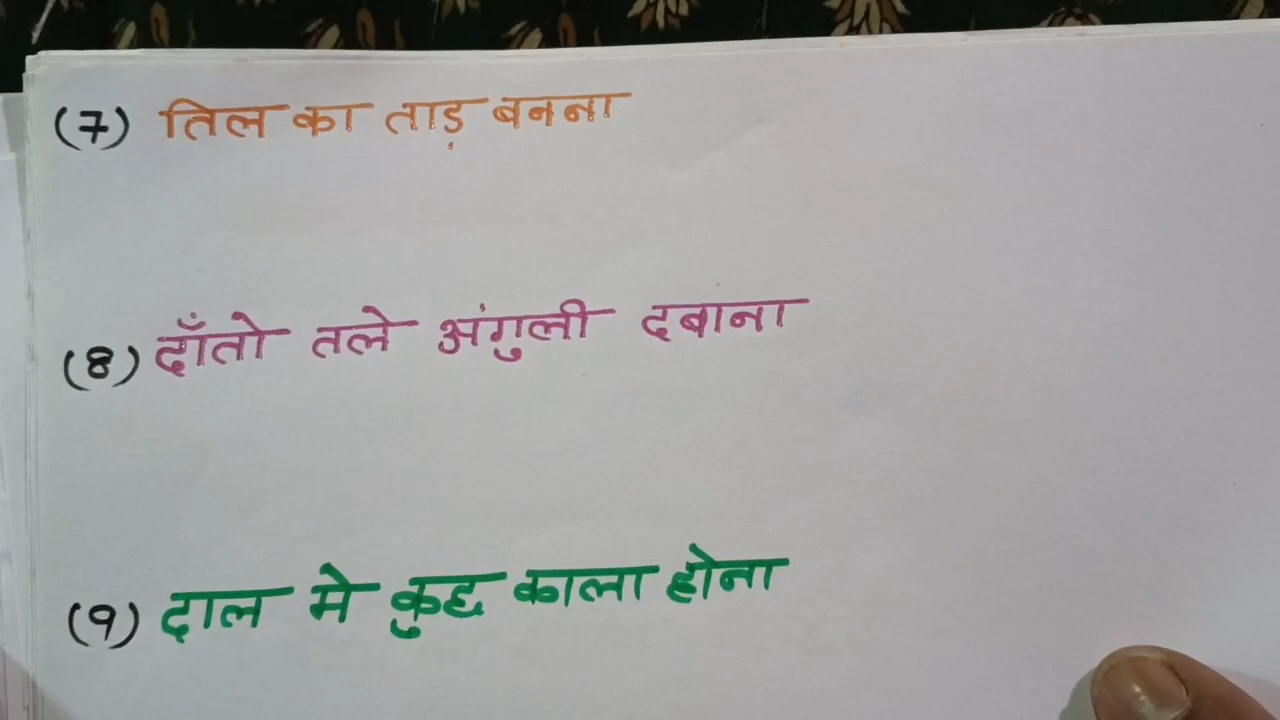 (7) तिल का ताड़ बनना
(8) दाँतो तले अंगुली दबाना
(9) दाल मे कुछ काला होना